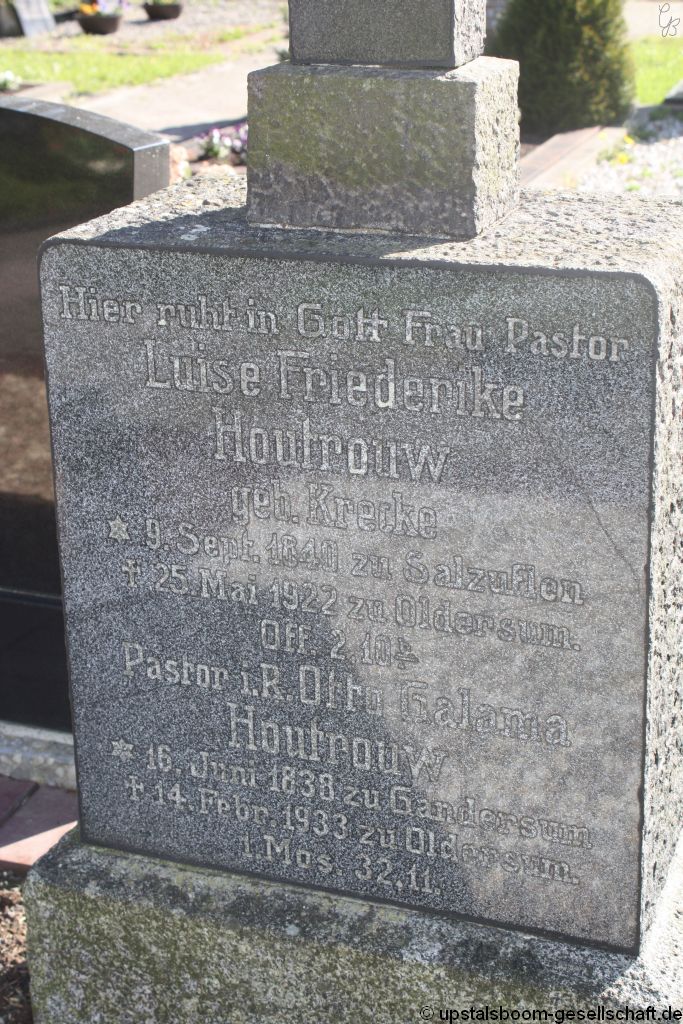 Hier ruht in Gott Frau Pastor
Luise Friederike
Houtrouw
geb. Krecke
* 9. Sept. 1840 zu Salzuflen
† 25. Mai 1922 zu Oldersum.
Off. 2, 10b
Pastor i.R. Otto Galama
Houtrouw
* 16. Juni 1838 zu Gandersum
† 14. Febr. 1933 zu Oldersum.
1. Mos. 32,11.
© upstalsboom-gesellschaft.de